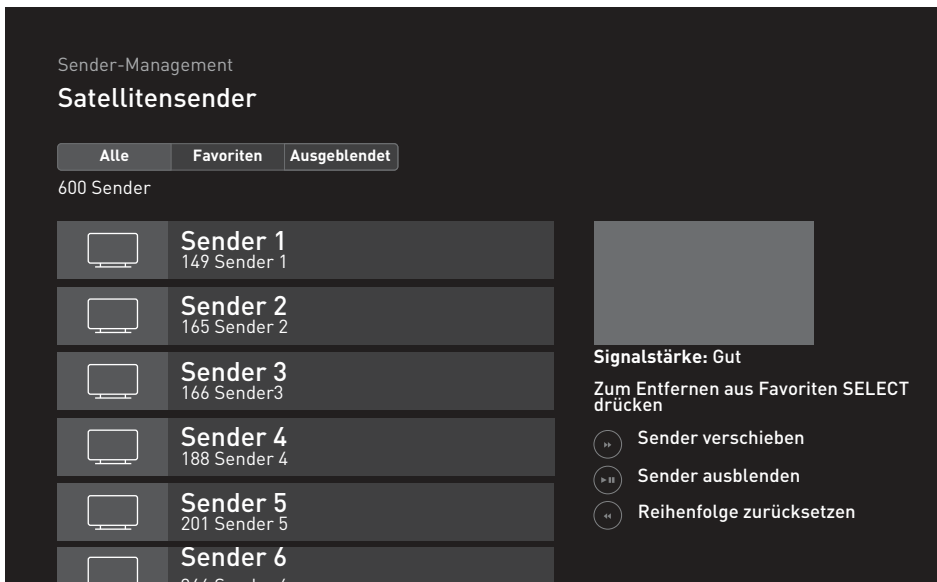 Sender-Management
Satellitensender
Alle Favoriten Ausgeblendet
600 Sender
Sender 1
149 Sender 1
Sender 2
165 Sender 2
Sender 3
166 Sender3
Sender 4
188 Sender 4
Sender 5
201 Sender 5
Sender 6
Signalstärke: Gut
Zum Entfernen aus Favoriten SELECT
drücken
Sender verschieben
Sender ausblenden
Reihenfolge zurücksetzen